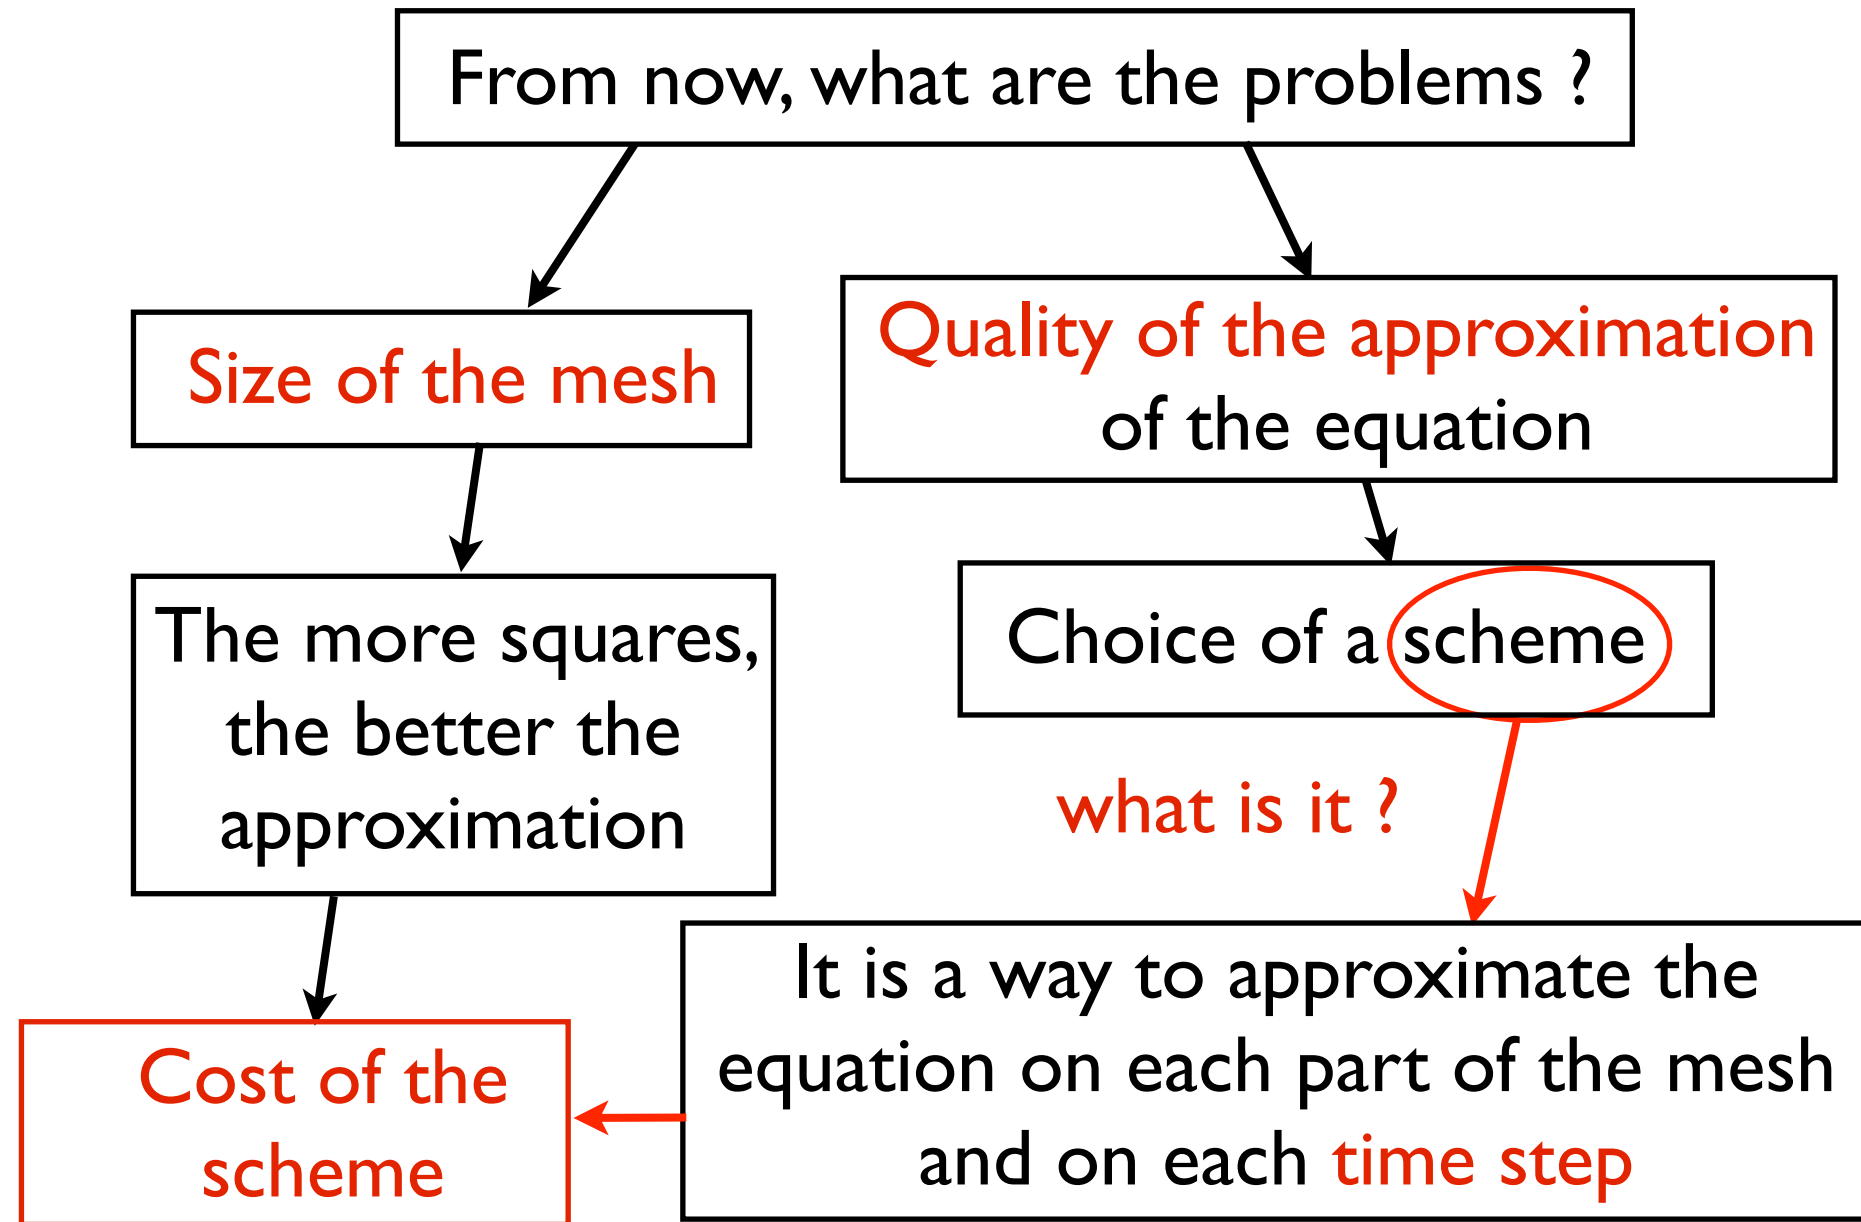 From now, what are the problems ?
Size of the mesh
Quality of the approximation
of the equation
The more squares,
the better the
approximation
Choice of a scheme
what is it ?
It is a way to approximate the
equation on each part of the mesh
and on each time step
Cost of the
scheme